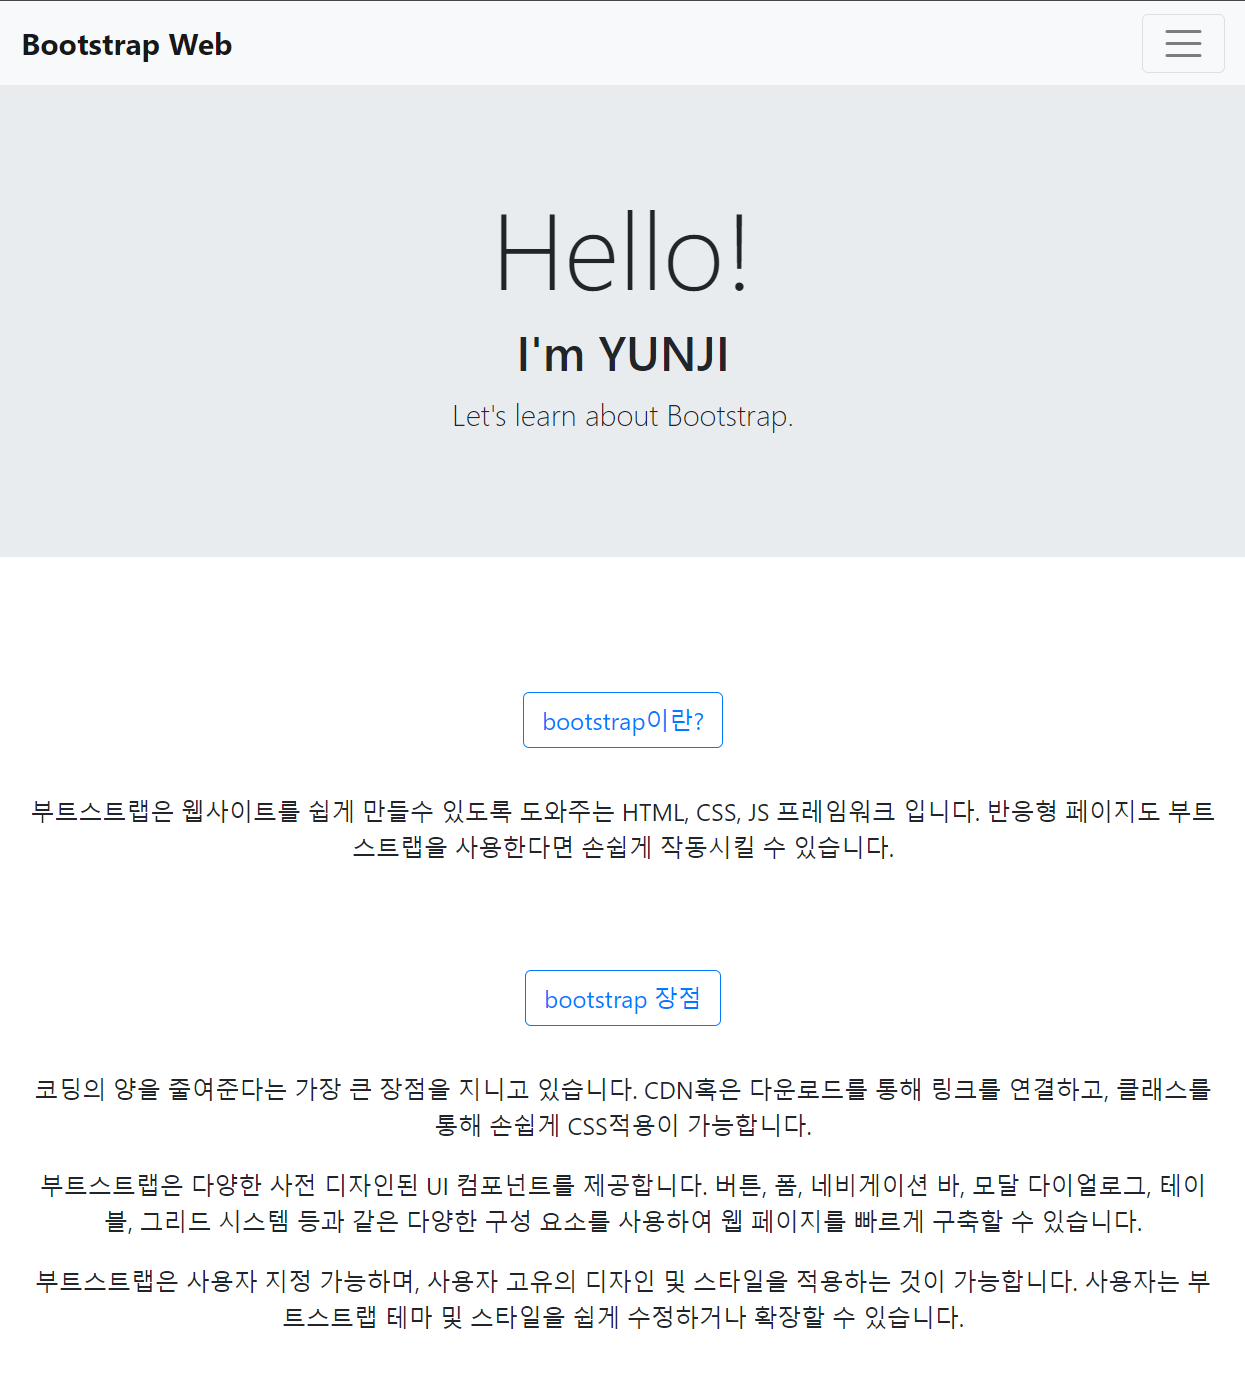 Bootstrap Web
Hello!
I'm YUNJI
Let's learn about Bootstrap.
bootstrap이란?
부트스트랩은 웹사이트를 쉽게 만들수 있도록 도와주는 HTML, CSS, JS 프레임워크 입니다. 반응형 페이지도 부트
스트랩을 사용한다면 손쉽게 작동시킬 수 있습니다.
bootstrap 장점
코딩의 양을 줄여준다는 가장 큰 장점을 지니고 있습니다. CDN혹은 다운로드를 통해 링크를 연결하고, 클래스를
통해 손쉽게 CSS적용이 가능합니다.
부트스트랩은 다양한 사전 디자인된 UI 컴포넌트를 제공합니다. 버튼, 폼, 네비게이션 바, 모달 다이얼로그, 테이
블, 그리드 시스템 등과 같은 다양한 구성 요소를 사용하여 웹 페이지를 빠르게 구축할 수 있습니다.
부트스트랩은 사용자 지정 가능하며, 사용자 고유의 디자인 및 스타일을 적용하는 것이 가능합니다. 사용자는 부
트스트랩 테마 및 스타일을 쉽게 수정하거나 확장할 수 있습니다.